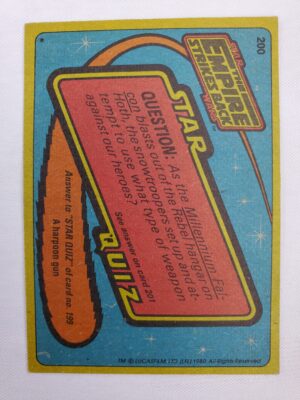 200
STAR
THE
EMPIRE
STRIKES BACK
WARS
STAR
QUIZ
QUESTION: As the Millennium Fal-
con blasts out of the Rebel hangar on
Hoth, the snowtroopers set up and at-
tempt to use what type of weapon
against our heroes?
See answer on card 201
Answer to "STAR QUIZ" of card no. 199
A harpoon gun
*
TM: © LUCASFILM, LTD. (LFL) 1980 All Rights Reserved